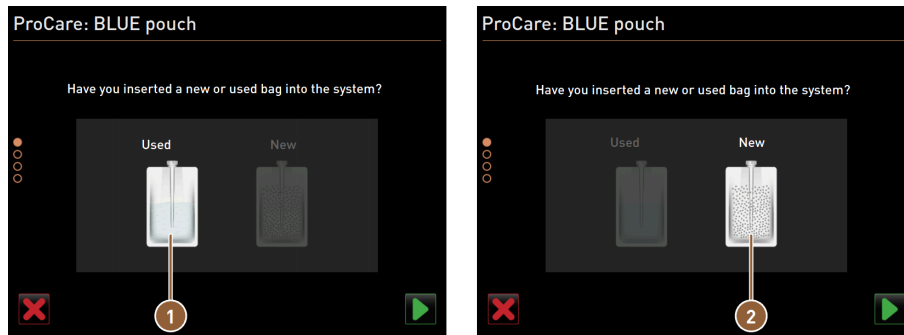 ProCare: BLUE pouch
Have you inserted a new or used bag into the system?
Used New
1
ProCare: BLUE pouch
Have you inserted a new or used bag into the system?
Used New
2